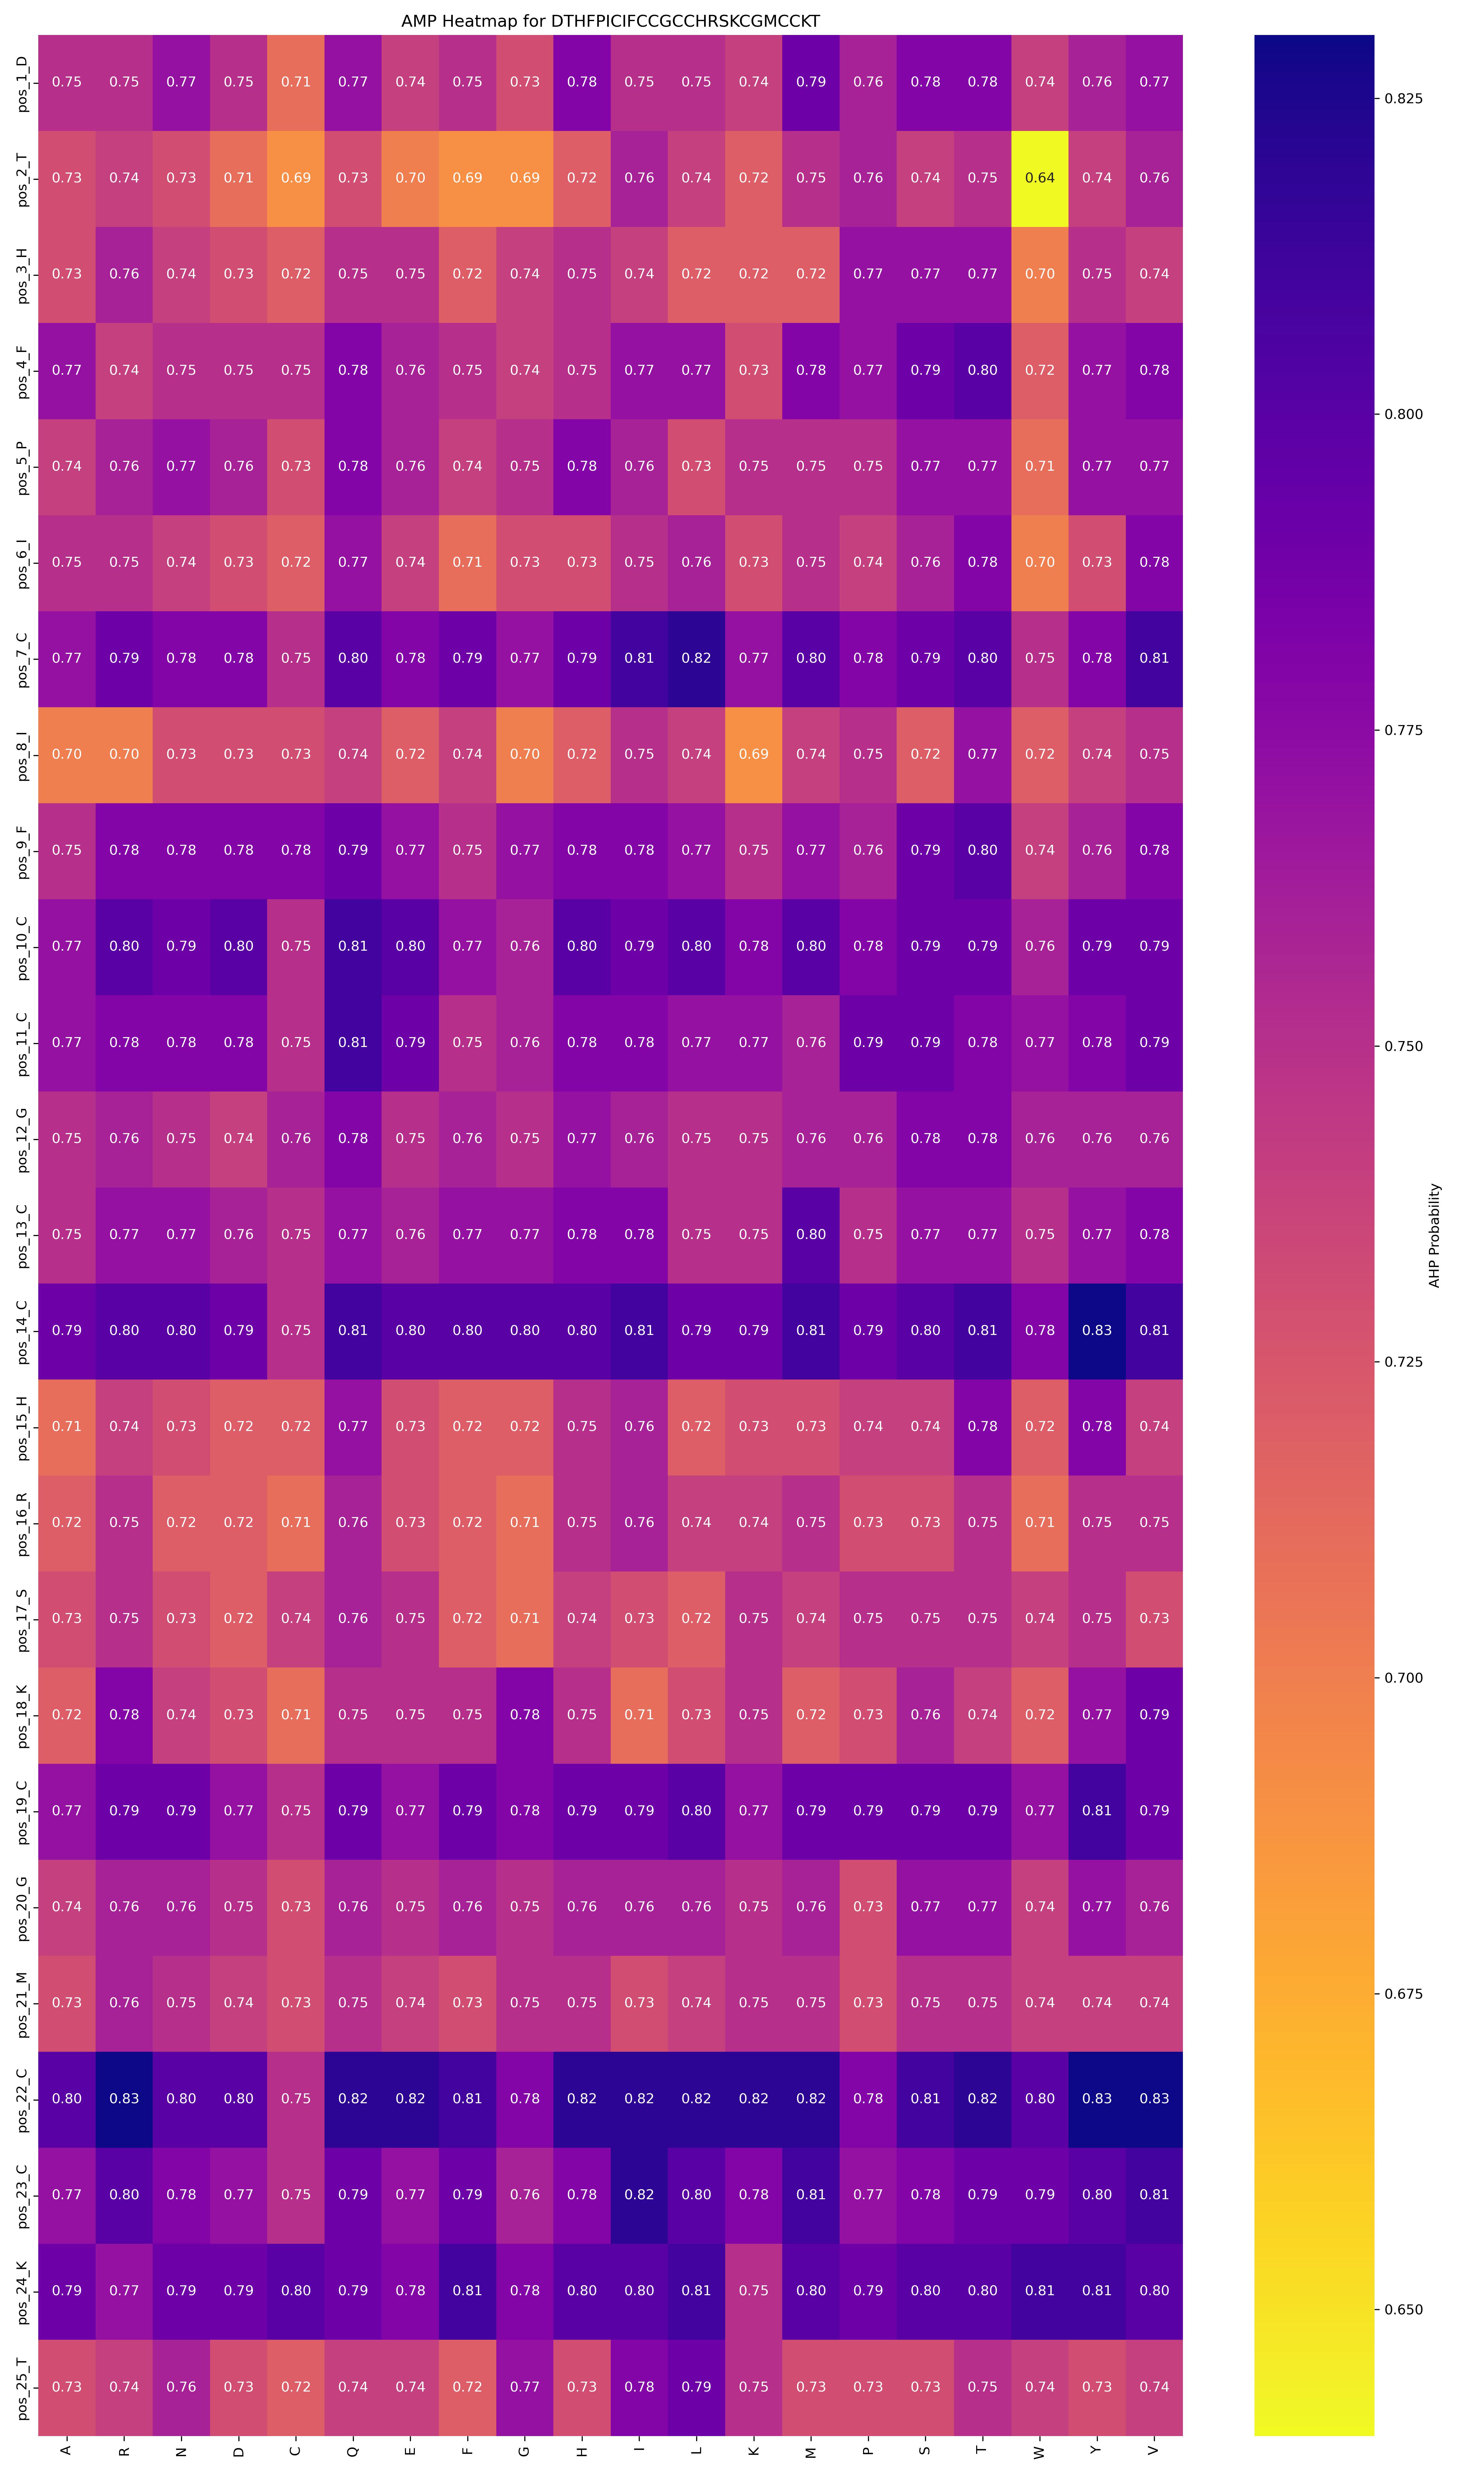 AMP Heatmap for DTHFPICIFCCGCCHRSKCGMCCKT
pos_1_D 0.75 0.75 0.77 0.75 0.71 0.77 0.74 0.75 0.73 0.78 0.75 0.75 0.74 0.79 0.76 0.78 0.78 0.74 0.76 0.77
pos_2_T 0.73 0.74 0.73 0.71 0.69 0.73 0.70 0.69 0.69 0.72 0.76 0.74 0.72 0.75 0.76 0.74 0.75 0.64 0.74 0.76
pos_3_H 0.73 0.76 0.74 0.73 0.72 0.75 0.75 0.72 0.74 0.75 0.74 0.72 0.72 0.72 0.77 0.77 0.77 0.70 0.75 0.74
pos_4_F 0.77 0.74 0.75 0.75 0.75 0.78 0.76 0.75 0.74 0.75 0.77 0.77 0.73 0.78 0.77 0.79 0.80 0.72 0.77 0.78
pos_5_P 0.74 0.76 0.77 0.76 0.73 0.78 0.76 0.74 0.75 0.78 0.76 0.73 0.75 0.75 0.75 0.77 0.77 0.71 0.77 0.77
pos_6_I 0.75 0.75 0.74 0.73 0.72 0.77 0.74 0.71 0.73 0.73 0.75 0.76 0.73 0.75 0.74 0.76 0.78 0.70 0.73 0.78
pos_7_C 0.77 0.79 0.78 0.78 0.75 0.80 0.78 0.79 0.77 0.79 0.81 0.82 0.77 0.80 0.78 0.79 0.80 0.75 0.78 0.81
pos_8_I 0.70 0.70 0.73 0.73 0.73 0.74 0.72 0.74 0.70 0.72 0.75 0.74 0.69 0.74 0.75 0.72 0.77 0.72 0.74 0.75
pos_9_F 0.75 0.78 0.78 0.78 0.78 0.79 0.77 0.75 0.77 0.78 0.78 0.77 0.75 0.77 0.76 0.79 0.80 0.74 0.76 0.78
pos_10_C 0.77 0.80 0.79 0.80 0.75 0.81 0.80 0.77 0.76 0.80 0.79 0.80 0.78 0.80 0.78 0.79 0.79 0.76 0.79 0.79
pos_11_C 0.77 0.78 0.78 0.78 0.75 0.81 0.79 0.75 0.76 0.78 0.78 0.77 0.77 0.76 0.79 0.79 0.78 0.77 0.78 0.79
pos_12_G 0.75 0.76 0.75 0.74 0.76 0.78 0.75 0.76 0.75 0.77 0.76 0.75 0.75 0.76 0.76 0.78 0.78 0.76 0.76 0.76
pos_13_C 0.75 0.77 0.77 0.76 0.75 0.77 0.76 0.77 0.77 0.78 0.78 0.75 0.75 0.80 0.75 0.77 0.77 0.75 0.77 0.78
pos_14_C 0.79 0.80 0.80 0.79 0.75 0.81 0.80 0.80 0.80 0.80 0.81 0.79 0.79 0.81 0.79 0.80 0.81 0.78 0.83 0.81
pos_15_H 0.71 0.74 0.73 0.72 0.72 0.77 0.73 0.72 0.72 0.75 0.76 0.72 0.73 0.73 0.74 0.74 0.78 0.72 0.78 0.74
pos_16_R 0.72 0.75 0.72 0.72 0.71 0.76 0.73 0.72 0.71 0.75 0.76 0.74 0.74 0.75 0.73 0.73 0.75 0.71 0.75 0.75
pos_17_S 0.73 0.75 0.73 0.72 0.74 0.76 0.75 0.72 0.71 0.74 0.73 0.72 0.75 0.74 0.75 0.75 0.75 0.74 0.75 0.73
pos_18_K 0.72 0.78 0.74 0.73 0.71 0.75 0.75 0.75 0.78 0.75 0.71 0.73 0.75 0.72 0.73 0.76 0.74 0.72 0.77 0.79
pos_19_C 0.77 0.79 0.79 0.77 0.75 0.79 0.77 0.79 0.78 0.79 0.79 0.80 0.77 0.79 0.79 0.79 0.79 0.77 0.81 0.79
pos_20_G 0.74 0.76 0.76 0.75 0.73 0.76 0.75 0.76 0.75 0.76 0.76 0.76 0.75 0.76 0.73 0.77 0.77 0.74 0.77 0.76
pos_21_M 0.73 0.76 0.75 0.74 0.73 0.75 0.74 0.73 0.75 0.75 0.73 0.74 0.75 0.75 0.73 0.75 0.75 0.74 0.74 0.74
pos_22_C 0.80 0.83 0.80 0.80 0.75 0.82 0.82 0.81 0.78 0.82 0.82 0.82 0.82 0.82 0.78 0.81 0.82 0.80 0.83 0.83
pos_23_C 0.77 0.80 0.78 0.77 0.75 0.79 0.77 0.79 0.76 0.78 0.82 0.80 0.78 0.81 0.77 0.78 0.79 0.79 0.80 0.81
pos_24_K 0.79 0.77 0.79 0.79 0.80 0.79 0.78 0.81 0.78 0.80 0.80 0.81 0.75 0.80 0.79 0.80 0.80 0.81 0.81 0.80
pos_25_T 0.73 0.74 0.76 0.73 0.72 0.74 0.74 0.72 0.77 0.73 0.78 0.79 0.75 0.73 0.73 0.73 0.75 0.74 0.73 0.74
A R N D C Q E F G H I L K M P S T W Y V
0.825
0.800
0.775
0.750
0.725
0.700
0.675
0.650
AHP Probability